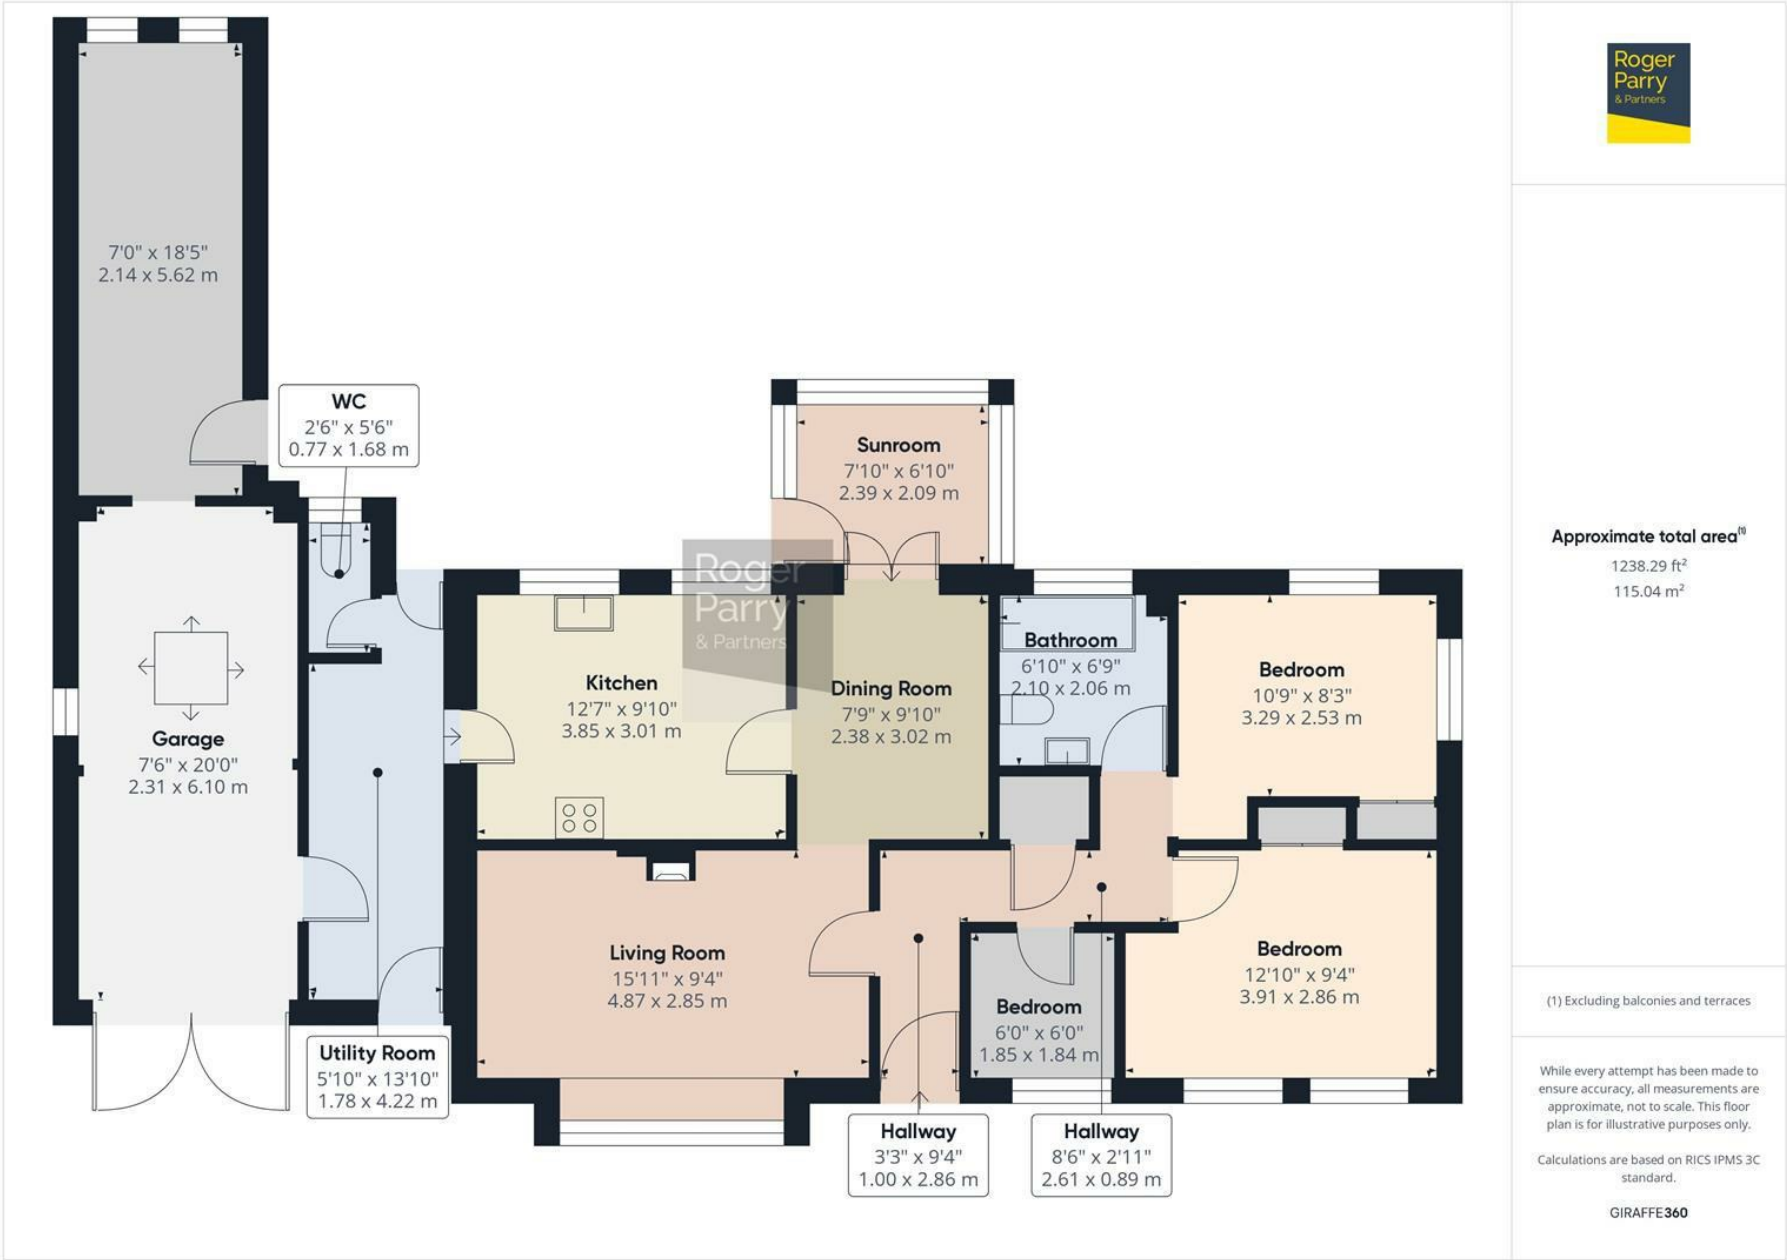 7'0" x 18'5"
2.14 x 5.62 m
WC
2'6" x 5'6"
0.77 x 1.68 m
Sunroom
7'10" x 6'10"
2.39 x 2.09 m
Roger
Parry
& Partners
Kitchen
12'7" x 9'10"
3.85 x 3.01 m
Dining Room
7'9" x 9'10"
2.38 x 3.02 m
Bathroom
6'10" x 6'9"
2.10 x 2.06 m
Bedroom
10'9" x 8'3"
3.29 x 2.53 m
Garage
7'6" x 20'0"
2.31 x 6.10 m
Living Room
15'11" x 9'4"
4.87 x 2.85 m
Bedroom
6'0" x 6'0"
1.85 x 1.84 m
Bedroom
12'10" x 9'4"
3.91 x 2.86 m
Utility Room
5'10" x 13'10"
1.78 x 4.22 m
Hallway
3'3" x 9'4"
1.00 x 2.86 m
Hallway
8'6" x 2'11"
2.61 x 0.89 m
Roger
Parry
& Partners
Approximate total area⁽¹⁾
1238.29 ft²
115.04 m²
(1) Excluding balconies and terraces
While every attempt has been made to
ensure accuracy, all measurements are
approximate, not to scale. This floor
plan is for illustrative purposes only.
Calculations are based on RICS IPMS 3C
standard.
GIRAFFE360